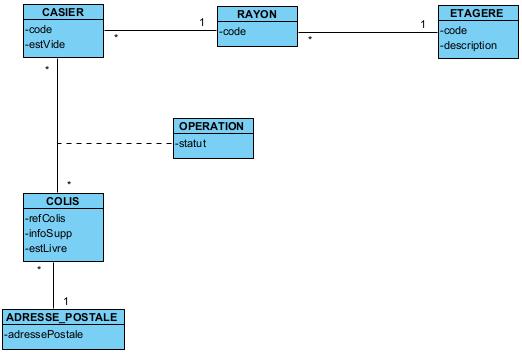 CASIER
-code
-estVide
*
1
RAYON
-code
*
1
ETAGERE
-code
-description
*
OPERATION
-statut
*
COLIS
-refColis
-infoSupp
-estLivre
*
1
ADRESSE_POSTALE
-adressePostale